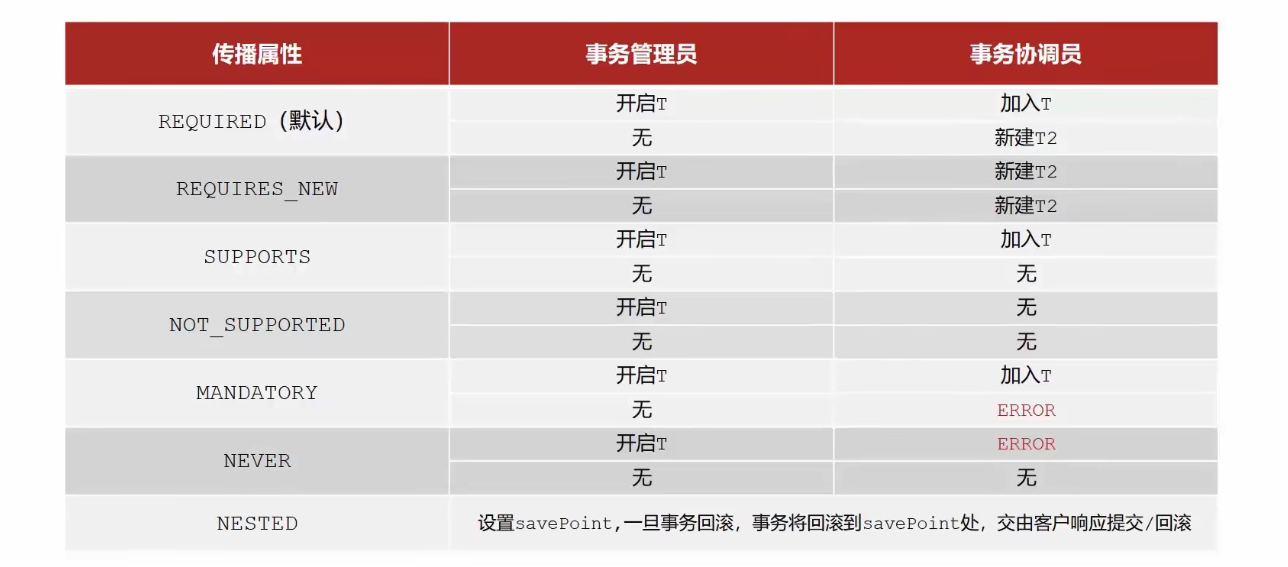 传播属性 事务管理员 事务协调员
REQUIRED（默认） 开启T 加入T
无 新建T2
REQUIRES_NEW 开启T 新建T2
无 新建T2
SUPPORTS 开启T 加入T
无 无
NOT_SUPPORTED 开启T 无
无 无
MANDATORY 开启T 加入T
无 ERROR
NEVER 开启T ERROR
无 无
NESTED 设置savePoint,一旦事务回滚，事务将回滚到savePoint处，交由客户响应提交/回滚